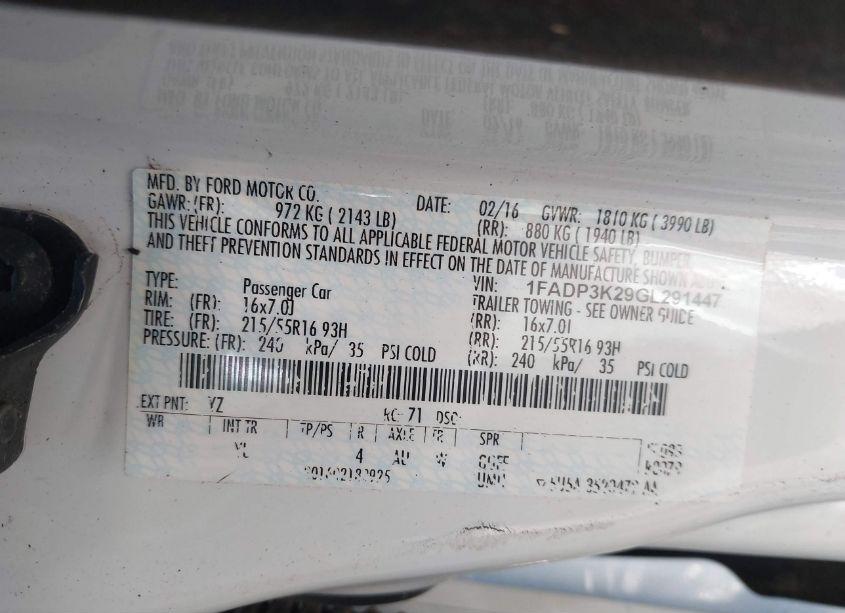 MFD. BY FORD MOTOR CO. DATE: 02/16 GVWR: 1810 KG ( 3990 LB)
GAWR: (FR): 972 KG ( 2143 LB) (RR): 880 KG ( 1940 LB)
THIS VEHICLE CONFORMS TO ALL APPLICABLE FEDERAL MOTOR VEHICLE SAFETY, BUMPER
AND THEFT PREVENTION STANDARDS IN EFFECT ON THE DATE OF MANUFACTURE SHOWN
VIN: 1FADP3K29GL291447
TYPE: Passenger Car TRAILER TOWING - SEE OWNER GUIDE
RIM: (FR): 16x7.0J (RR): 16x7.0J
TIRE: (FR): 215/55R16 93H (RR): 215/55R16 93H
PRESSURE: (FR): 240 kPa/ 35 PSI COLD (RR): 240 kPa/ 35 PSI COLD
EXT PNT: YZ RC: 71 DSO:
WB INT TR TP/PS R AXLE TR SPR
4 AU W